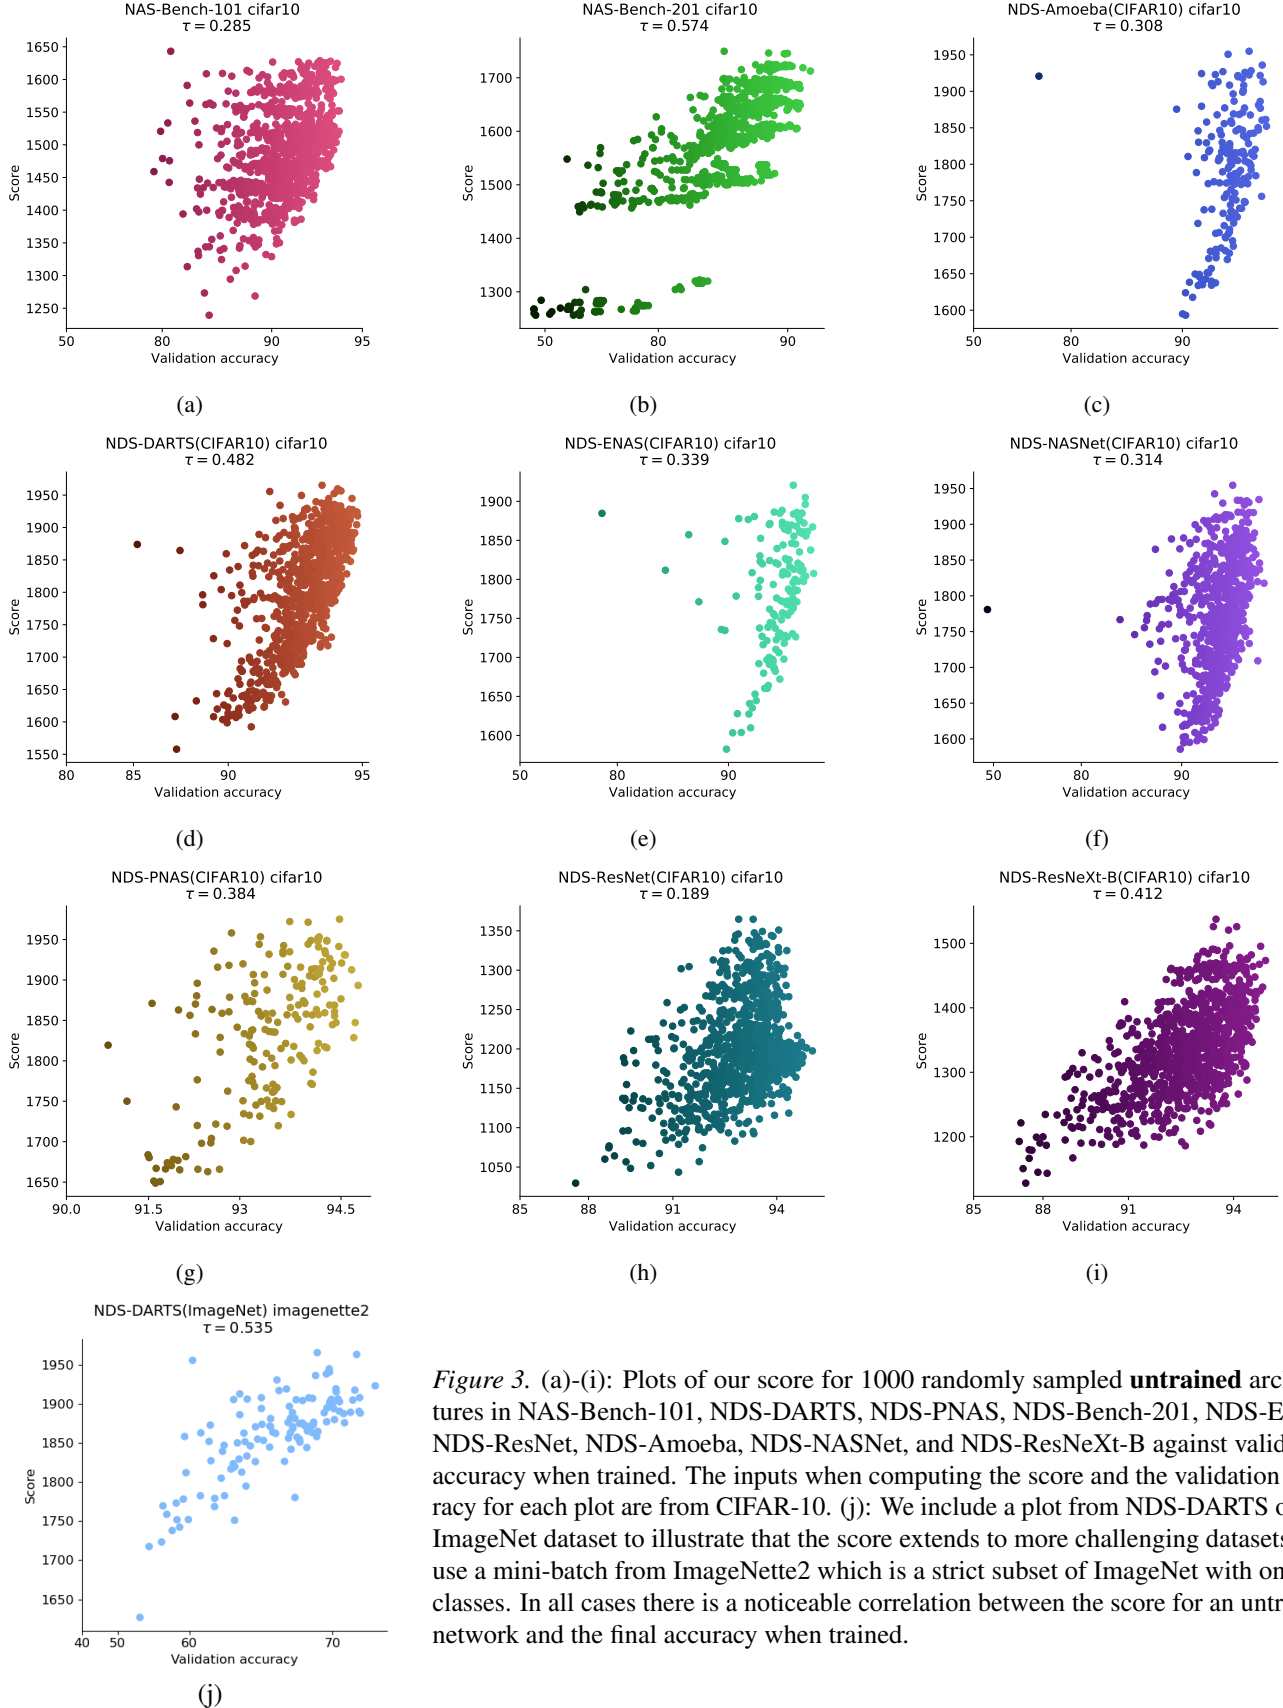 NAS-Bench-101 cifar10
τ = 0.285
1650
1600
1550
1500
1450
1400
1350
1300
1250
Score
50 80 90 95
Validation accuracy
(a)
NAS-Bench-201 cifar10
τ = 0.574
1700
1600
1500
1400
1300
Score
50 80 90
Validation accuracy
(b)
NDS-Amoeba(CIFAR10) cifar10
τ = 0.308
1950
1900
1850
1800
1750
1700
1650
1600
Score
50 80 90
Validation accuracy
(c)
NDS-DARTS(CIFAR10) cifar10
τ = 0.482
1950
1900
1850
1800
1750
1700
1650
1600
1550
Score
80 85 90 95
Validation accuracy
(d)
NDS-ENAS(CIFAR10) cifar10
τ = 0.339
1900
1850
1800
1750
1700
1650
1600
Score
50 80 90
Validation accuracy
(e)
NDS-NASNet(CIFAR10) cifar10
τ = 0.314
1950
1900
1850
1800
1750
1700
1650
1600
Score
50 80 90
Validation accuracy
(f)
NDS-PNAS(CIFAR10) cifar10
τ = 0.384
1950
1900
1850
1800
1750
1700
1650
Score
90.0 91.5 93 94.5
Validation accuracy
(g)
NDS-ResNet(CIFAR10) cifar10
τ = 0.189
1350
1300
1250
1200
1150
1100
1050
Score
85 88 91 94
Validation accuracy
(h)
NDS-ResNeXt-B(CIFAR10) cifar10
τ = 0.412
1500
1400
1300
1200
Score
85 88 91 94
Validation accuracy
(i)
NDS-DARTS(ImageNet) imagenette2
τ = 0.535
1950
1900
1850
1800
1750
1700
1650
Score
40 50 60 70
Validation accuracy
(j)
Figure 3. (a)-(i): Plots of our score for 1000 randomly sampled untrained arc
tures in NAS-Bench-101, NDS-DARTS, NDS-PNAS, NDS-Bench-201, NDS-E
NDS-ResNet, NDS-Amoeba, NDS-NASNet, and NDS-ResNeXt-B against valid
accuracy when trained. The inputs when computing the score and the validation
racy for each plot are from CIFAR-10. (j): We include a plot from NDS-DARTS o
ImageNet dataset to illustrate that the score extends to more challenging datasets
use a mini-batch from ImageNette2 which is a strict subset of ImageNet with on
classes. In all cases there is a noticeable correlation between the score for an untr
network and the final accuracy when trained.